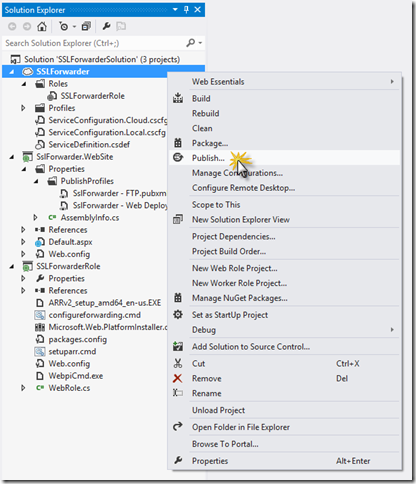 Solution Explorer
Search Solution Explorer (Ctrl+;)
Solution 'SSLForwarderSolution' (3 projects)
SSLForwarder
Roles
SSLForwarderRole
Profiles
ServiceConfiguration.Cloud.cscfg
ServiceConfiguration.Local.cscfg
ServiceDefinition.csdef
SslForwarder.WebSite
Properties
PublishProfiles
SslForwarder - FTP.pubxm
SslForwarder - Web Deploy
AssemblyInfo.cs
References
Default.aspx
Web.config
SSLForwarderRole
Properties
References
ARRv2_setup_amd64_en-us.EXE
configureforwarding.cmd
Microsoft.Web.PlatformInstaller.c
packages.config
setuparr.cmd
Web.config
WebpiCmd.exe
WebRole.cs
Web Essentials
Build
Rebuild
Clean
Package...
Publish...
Manage Configurations...
Configure Remote Desktop...
Scope to This
New Solution Explorer View
Project Dependencies...
Project Build Order...
New Web Role Project...
New Worker Role Project...
Manage NuGet Packages...
Set as StartUp Project
Debug
Add Solution to Source Control...
Cut Ctrl+X
Remove Del
Rename
Unload Project
Open Folder in File Explorer
Browse To Portal...
Properties Alt+Enter